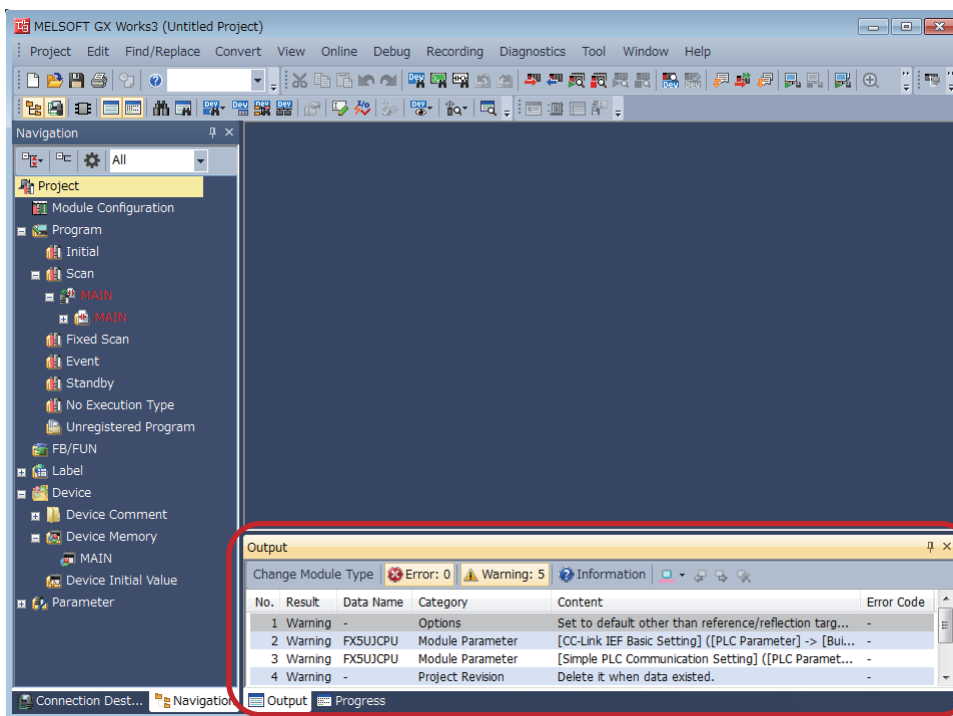 MELSOFT GX Works3 (Untitled Project)
Project Edit Find/Replace Convert View Online Debug Recording Diagnostics Tool Window Help
Navigation
All
Project
Module Configuration
Program
Initial
Scan
MAIN
MAIN
Fixed Scan
Event
Standby
No Execution Type
Unregistered Program
FB/FUN
Label
Device
Device Comment
Device Memory
MAIN
Device Initial Value
Parameter
Output
Change Module Type Error: 0 Warning: 5 Information
No. Result Data Name Category Content Error Code
1 Warning - Options Set to default other than reference/reflection targ... -
2 Warning FX5UJCPU Module Parameter [CC-Link IEF Basic Setting] ([PLC Parameter] -> [Bui... -
3 Warning FX5UJCPU Module Parameter [Simple PLC Communication Setting] ([PLC Paramet... -
4 Warning - Project Revision Delete it when data existed. -
Connection Dest... Navigation Output Progress